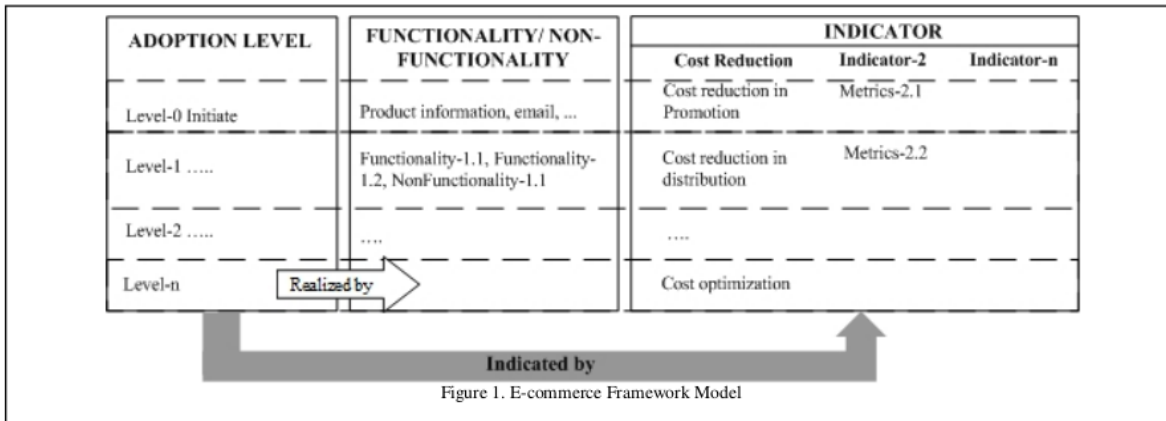 ADOPTION LEVEL
FUNCTIONALITY/ NON-
FUNCTIONALITY
INDICATOR
Cost Reduction Indicator-2 Indicator-n
Level-0 Initiate
Product information, email, ...
Cost reduction in
Promotion
Metrics-2.1
Level-1 .....
Functionality-1.1, Functionality-
1.2, NonFunctionality-1.1
Cost reduction in
distribution
Metrics-2.2
Level-2 .....
....
....
Level-n
Realized by
Cost optimization
Indicated by
Figure 1. E-commerce Framework Model